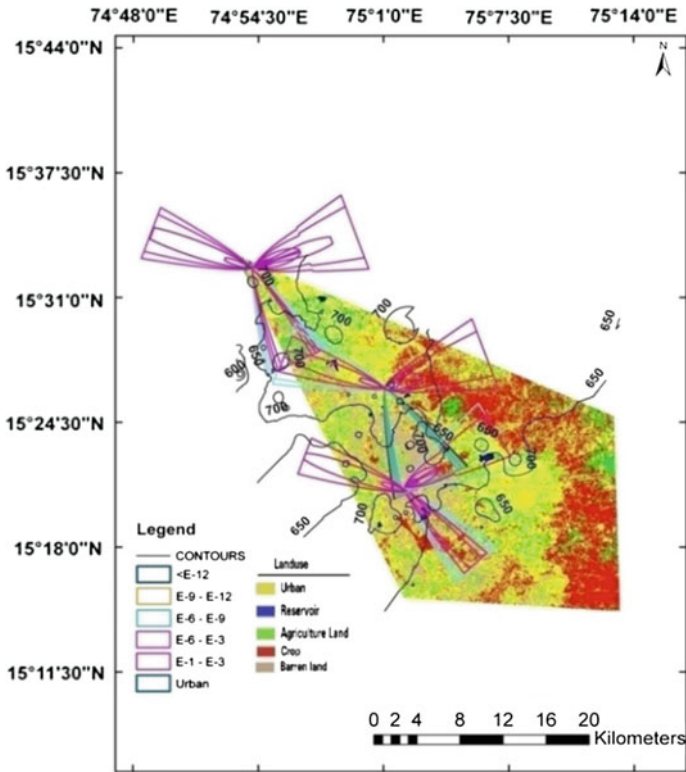 74°48'0"E 74°54'30"E 75°1'0"E 75°7'30"E 75°14'0"E
15°44'0"N
N
15°37'30"N
15°31'0"N
700
700
700
650
650
650
600
700
15°24'30"N
700
650
700
650
700
650
700
650
15°18'0"N
Legend
CONTOURS
<E-12
E-9 - E-12
E-6 - E-9
E-6 - E-3
E-1 - E-3
Urban
Landuse
Urban
Reservoir
Agriculture Land
Crop
Barren land
15°11'30"N
0 2 4 8 12 16 20
Kilometers